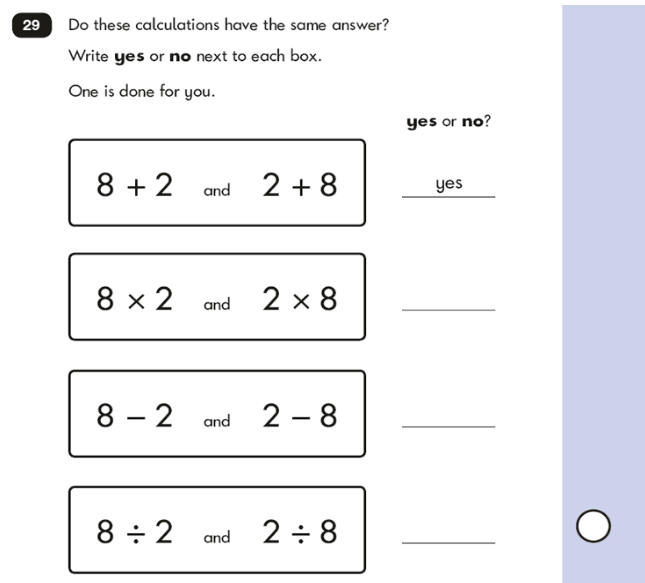 29 Do these calculations have the same answer?
Write yes or no next to each box.
One is done for you.
yes or no?
8 + 2 and 2 + 8 yes
8 × 2 and 2 × 8
8 − 2 and 2 − 8
8 ÷ 2 and 2 ÷ 8